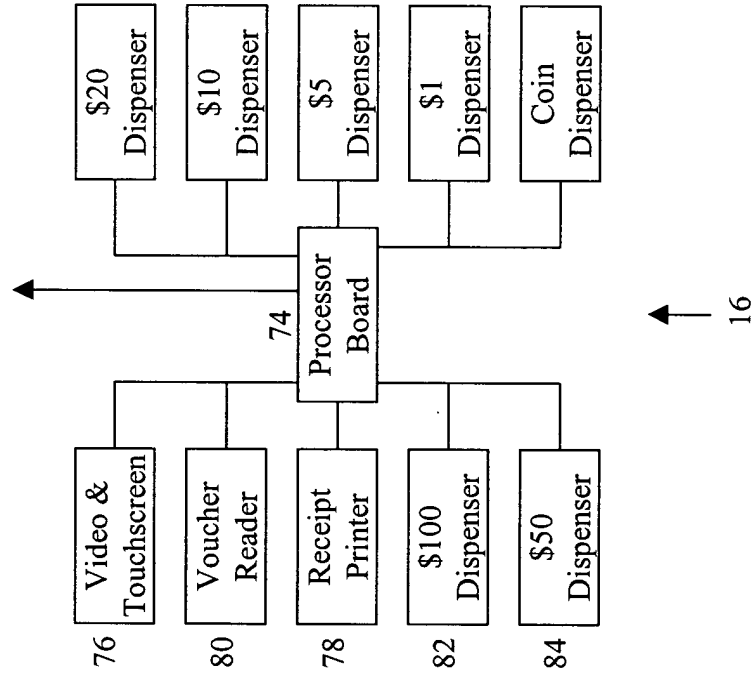 76
Video &
Touchscreen
80
Voucher
Reader
78
Receipt
Printer
82
$100
Dispenser
84
$50
Dispenser
74
Processor
Board
$20
Dispenser
$10
Dispenser
$5
Dispenser
$1
Dispenser
Coin
Dispenser
16